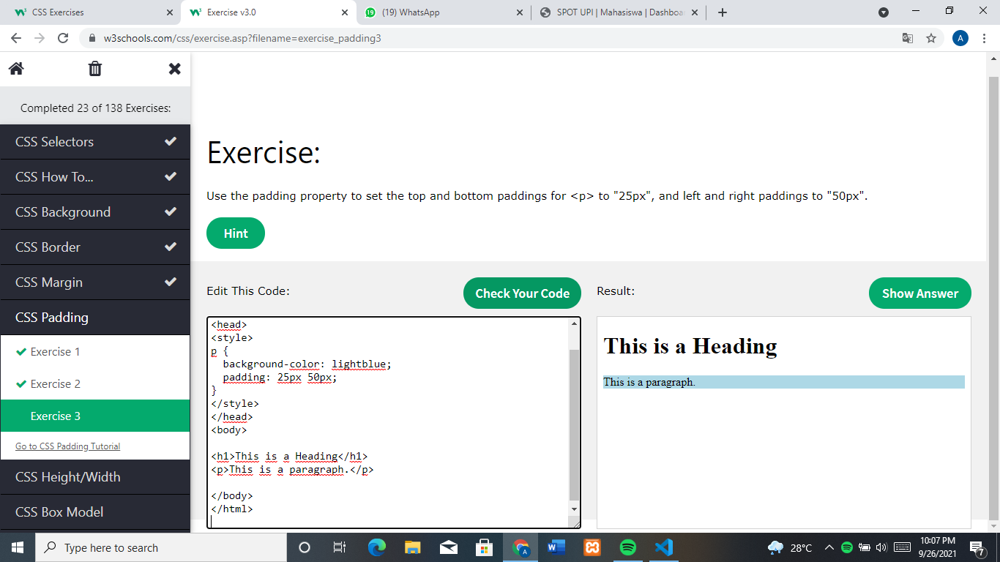 CSS Exercises
Exercise v3.0
19
(19) WhatsApp
SPOT UPI | Mahasiswa | Dashboa
w3schools.com/css/exercise.asp?filename=exercise_padding3
A
Completed 23 of 138 Exercises:
CSS Selectors
CSS How To...
CSS Background
CSS Border
CSS Margin
CSS Padding
Exercise 1
Exercise 2
Exercise 3
Go to CSS Padding Tutorial
CSS Height/Width
CSS Box Model
Exercise:
Use the padding property to set the top and bottom paddings for <p> to "25px", and left and right paddings to "50px".
Hint
Edit This Code:
Check Your Code
<head>
<style>
p {
  background-color: lightblue;
  padding: 25px 50px;
}
</style>
</head>
<body>
<h1>This is a Heading</h1>
<p>This is a paragraph.</p>
</body>
</html>
Result:
Show Answer
This is a Heading
This is a paragraph.
Type here to search
A
28°C
10:07 PM
9/26/2021
7